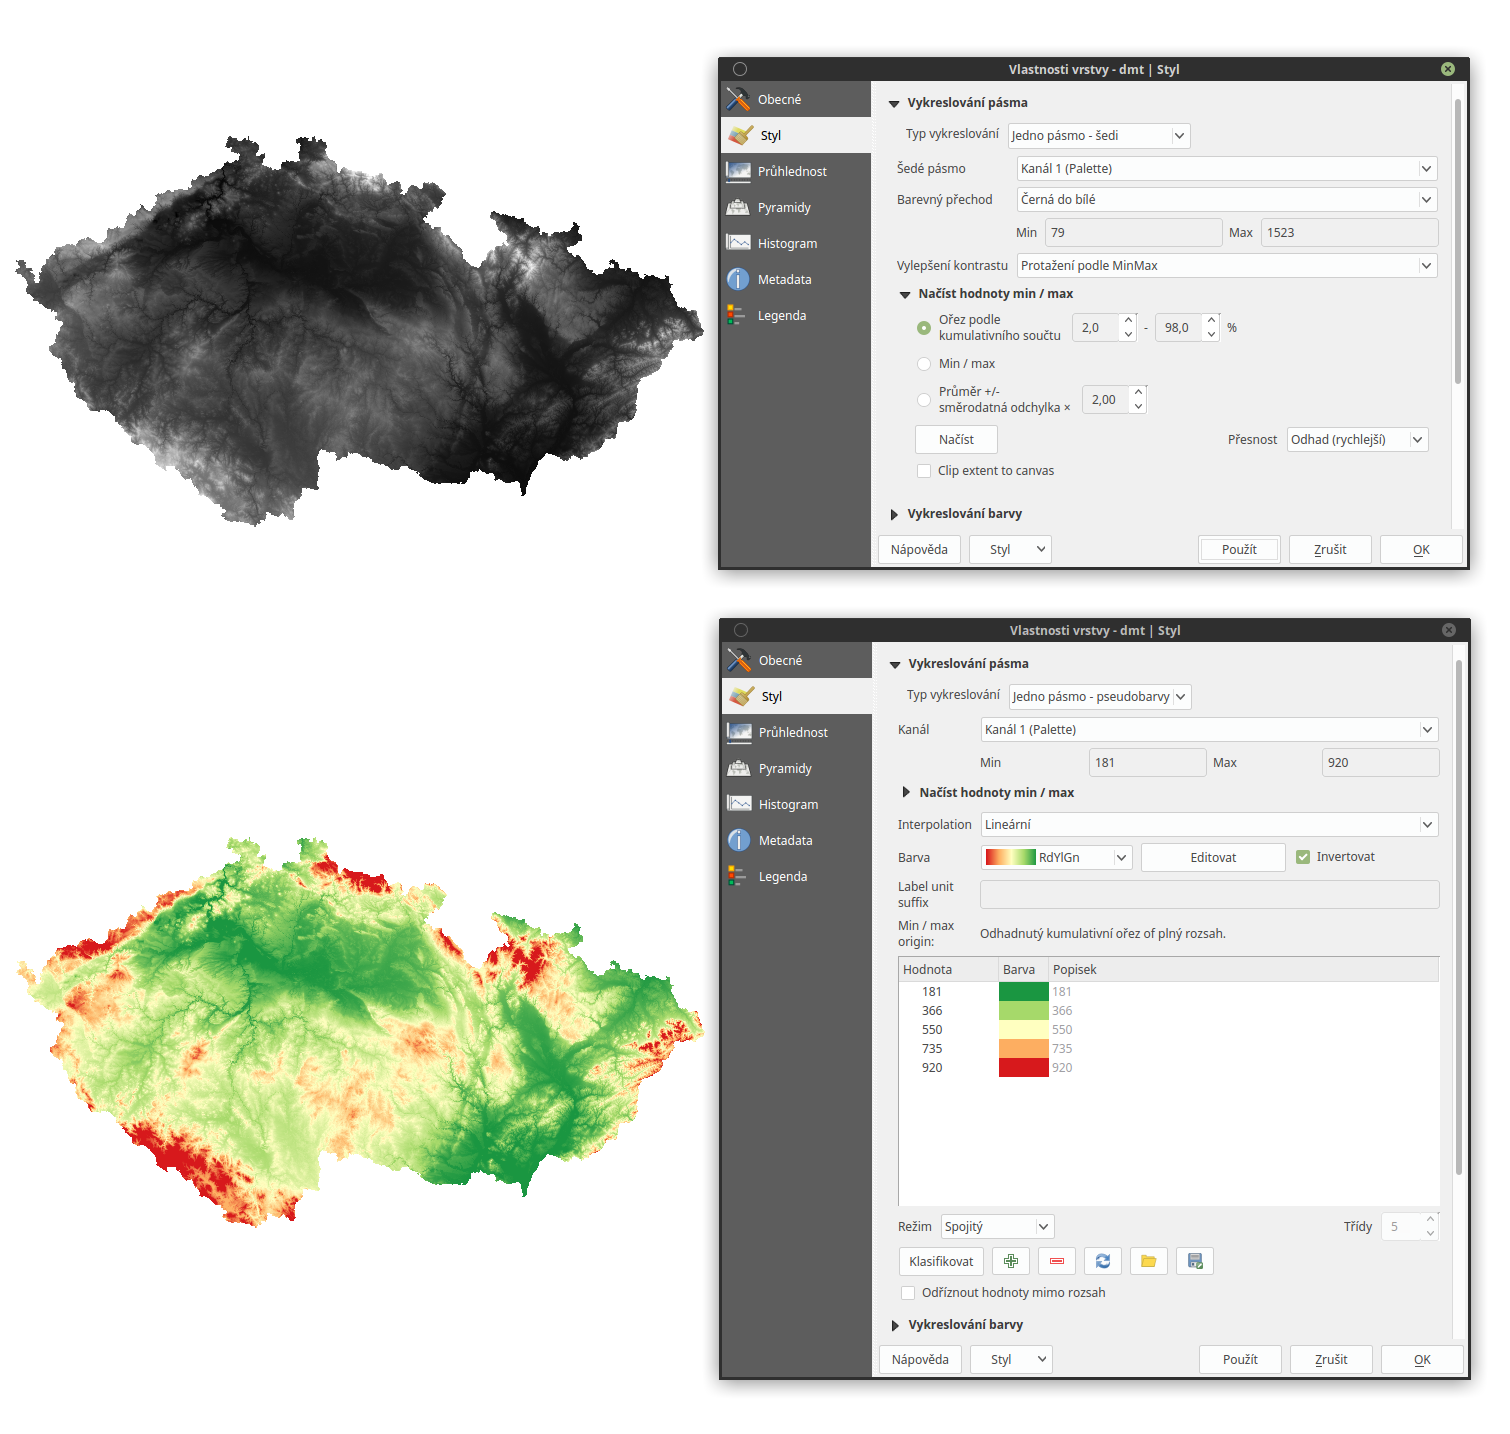 Vlastnosti vrstvy - dmt | Styl
Obecné
Styl
Průhlednost
Pyramidy
Histogram
Metadata
Legenda
Vykreslování pásma
Typ vykreslování Jedno pásmo - šedi
Šedé pásmo Kanál 1 (Palette)
Barevný přechod Černá do bílé
Min 79 Max 1523
Vylepšení kontrastu Protažení podle MinMax
Načíst hodnoty min / max
Ořez podle
kumulativního součtu 2,0 - 98,0 %
Min / max
Průměr +/-
směrodatná odchylka × 2,00
Načíst Přesnost Odhad (rychlejší)
Clip extent to canvas
Vykreslování barvy
Nápověda Styl Použít Zrušit OK
Vlastnosti vrstvy - dmt | Styl
Obecné
Styl
Průhlednost
Pyramidy
Histogram
Metadata
Legenda
Vykreslování pásma
Typ vykreslování Jedno pásmo - pseudobarvy
Kanál Kanál 1 (Palette)
Min 181 Max 920
Načíst hodnoty min / max
Interpolation Lineární
Barva RdYlGn Editovat Invertovat
Label unit
suffix
Min / max
origin: Odhadnutý kumulativní ořez of plný rozsah.
Hodnota Barva Popisek
181 181
366 366
550 550
735 735
920 920
Režim Spojitý Třídy 5
Klasifikovat
Odříznout hodnoty mimo rozsah
Vykreslování barvy
Nápověda Styl Použít Zrušit OK